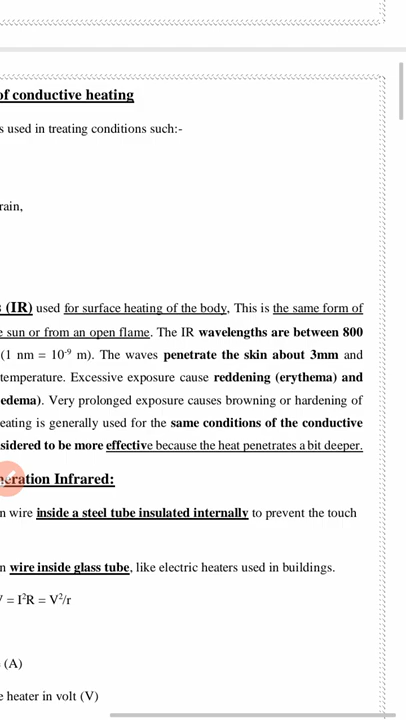 of conductive heating
s used in treating conditions such:-
rain,
(IR) used for surface heating of the body, This is the same form of
e sun or from an open flame. The IR wavelengths are between 800
(1 nm = 10⁻⁹ m). The waves penetrate the skin about 3mm and
temperature. Excessive exposure cause reddening (erythema) and
edema). Very prolonged exposure causes browning or hardening of
eating is generally used for the same conditions of the conductive
sidered to be more effective because the heat penetrates a bit deeper.
neration Infrared:
n wire inside a steel tube insulated internally to prevent the touch
n wire inside glass tube, like electric heaters used in buildings.
V = I²R = V²/r
(A)
e heater in volt (V)